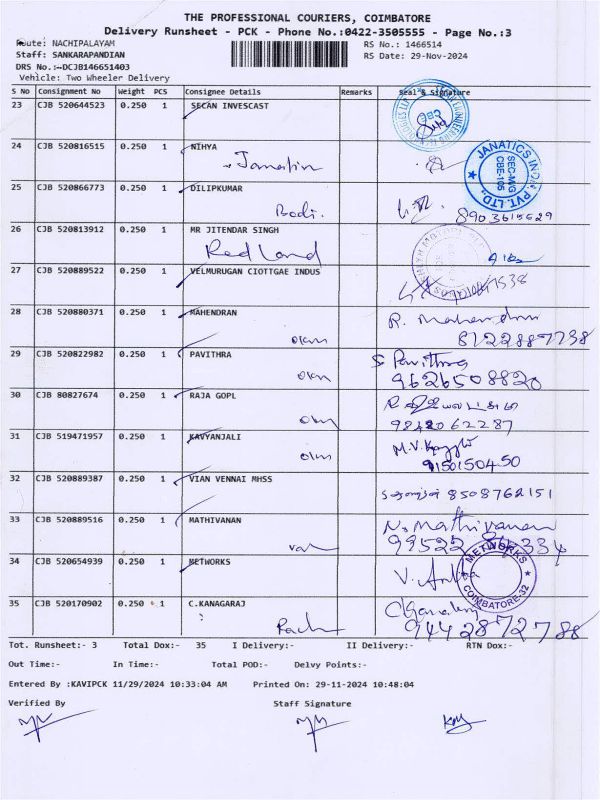 THE PROFESSIONAL COURIERS, COIMBATORE
Delivery Runsheet - PCK - Phone No.:0422-3505555 - Page No.:3
Route: NACHIPALAYAM
RS No.: 1466514
Staff: SANKARAPANDIAN
RS Date: 29-Nov-2024
DRS No.:-DCJB146651403
Vehicle: Two Wheeler Delivery
S No Consignment No Weight PCS Consignee Details Remarks Seal & Signature
23 CJB 520644523 0.250 1 SECAN INVESCAST
24 CJB 520816515 0.250 1 NIHYA
JANATICS INDIA PVT. LTD.,
SEC-M/G
CBE-105
25 CJB 520866773 0.250 1 DILIPKUMAR
Bodi. 8903615629
26 CJB 520813912 0.250 1 MR JITENDAR SINGH
Redland
27 CJB 520889522 0.250 1 VELMURUGAN CIOTTGAE INDUS
28 CJB 520880371 0.250 1 MAHENDRAN R. Mahendran
8122887738
29 CJB 520822982 0.250 1 PAVITHRA S Pavithra
9626508820
30 CJB 80827674 0.250 1 RAJA GOPL
9842062287
31 CJB 519471957 0.250 1 KAVYANJALI
9150150450
32 CJB 520889387 0.250 1 VIAN VENNAI MHSS 8508762151
33 CJB 520889516 0.250 1 MATHIVANAN N. Mathivanan
34 CJB 520654939 0.250 1 METWORKS
METWORKS
COIMBATORE-32
35 CJB 520170902 0.250 1 C.KANAGARAJ
9442872788
Tot. Runsheet:- 3 Total Dox:- 35 I Delivery:- II Delivery:- RTN Dox:-
Out Time:- In Time:- Total POD:- Delvy Points:-
Entered By :KAVIPCK 11/29/2024 10:33:04 AM Printed On: 29-11-2024 10:48:04
Verified By Staff Signature